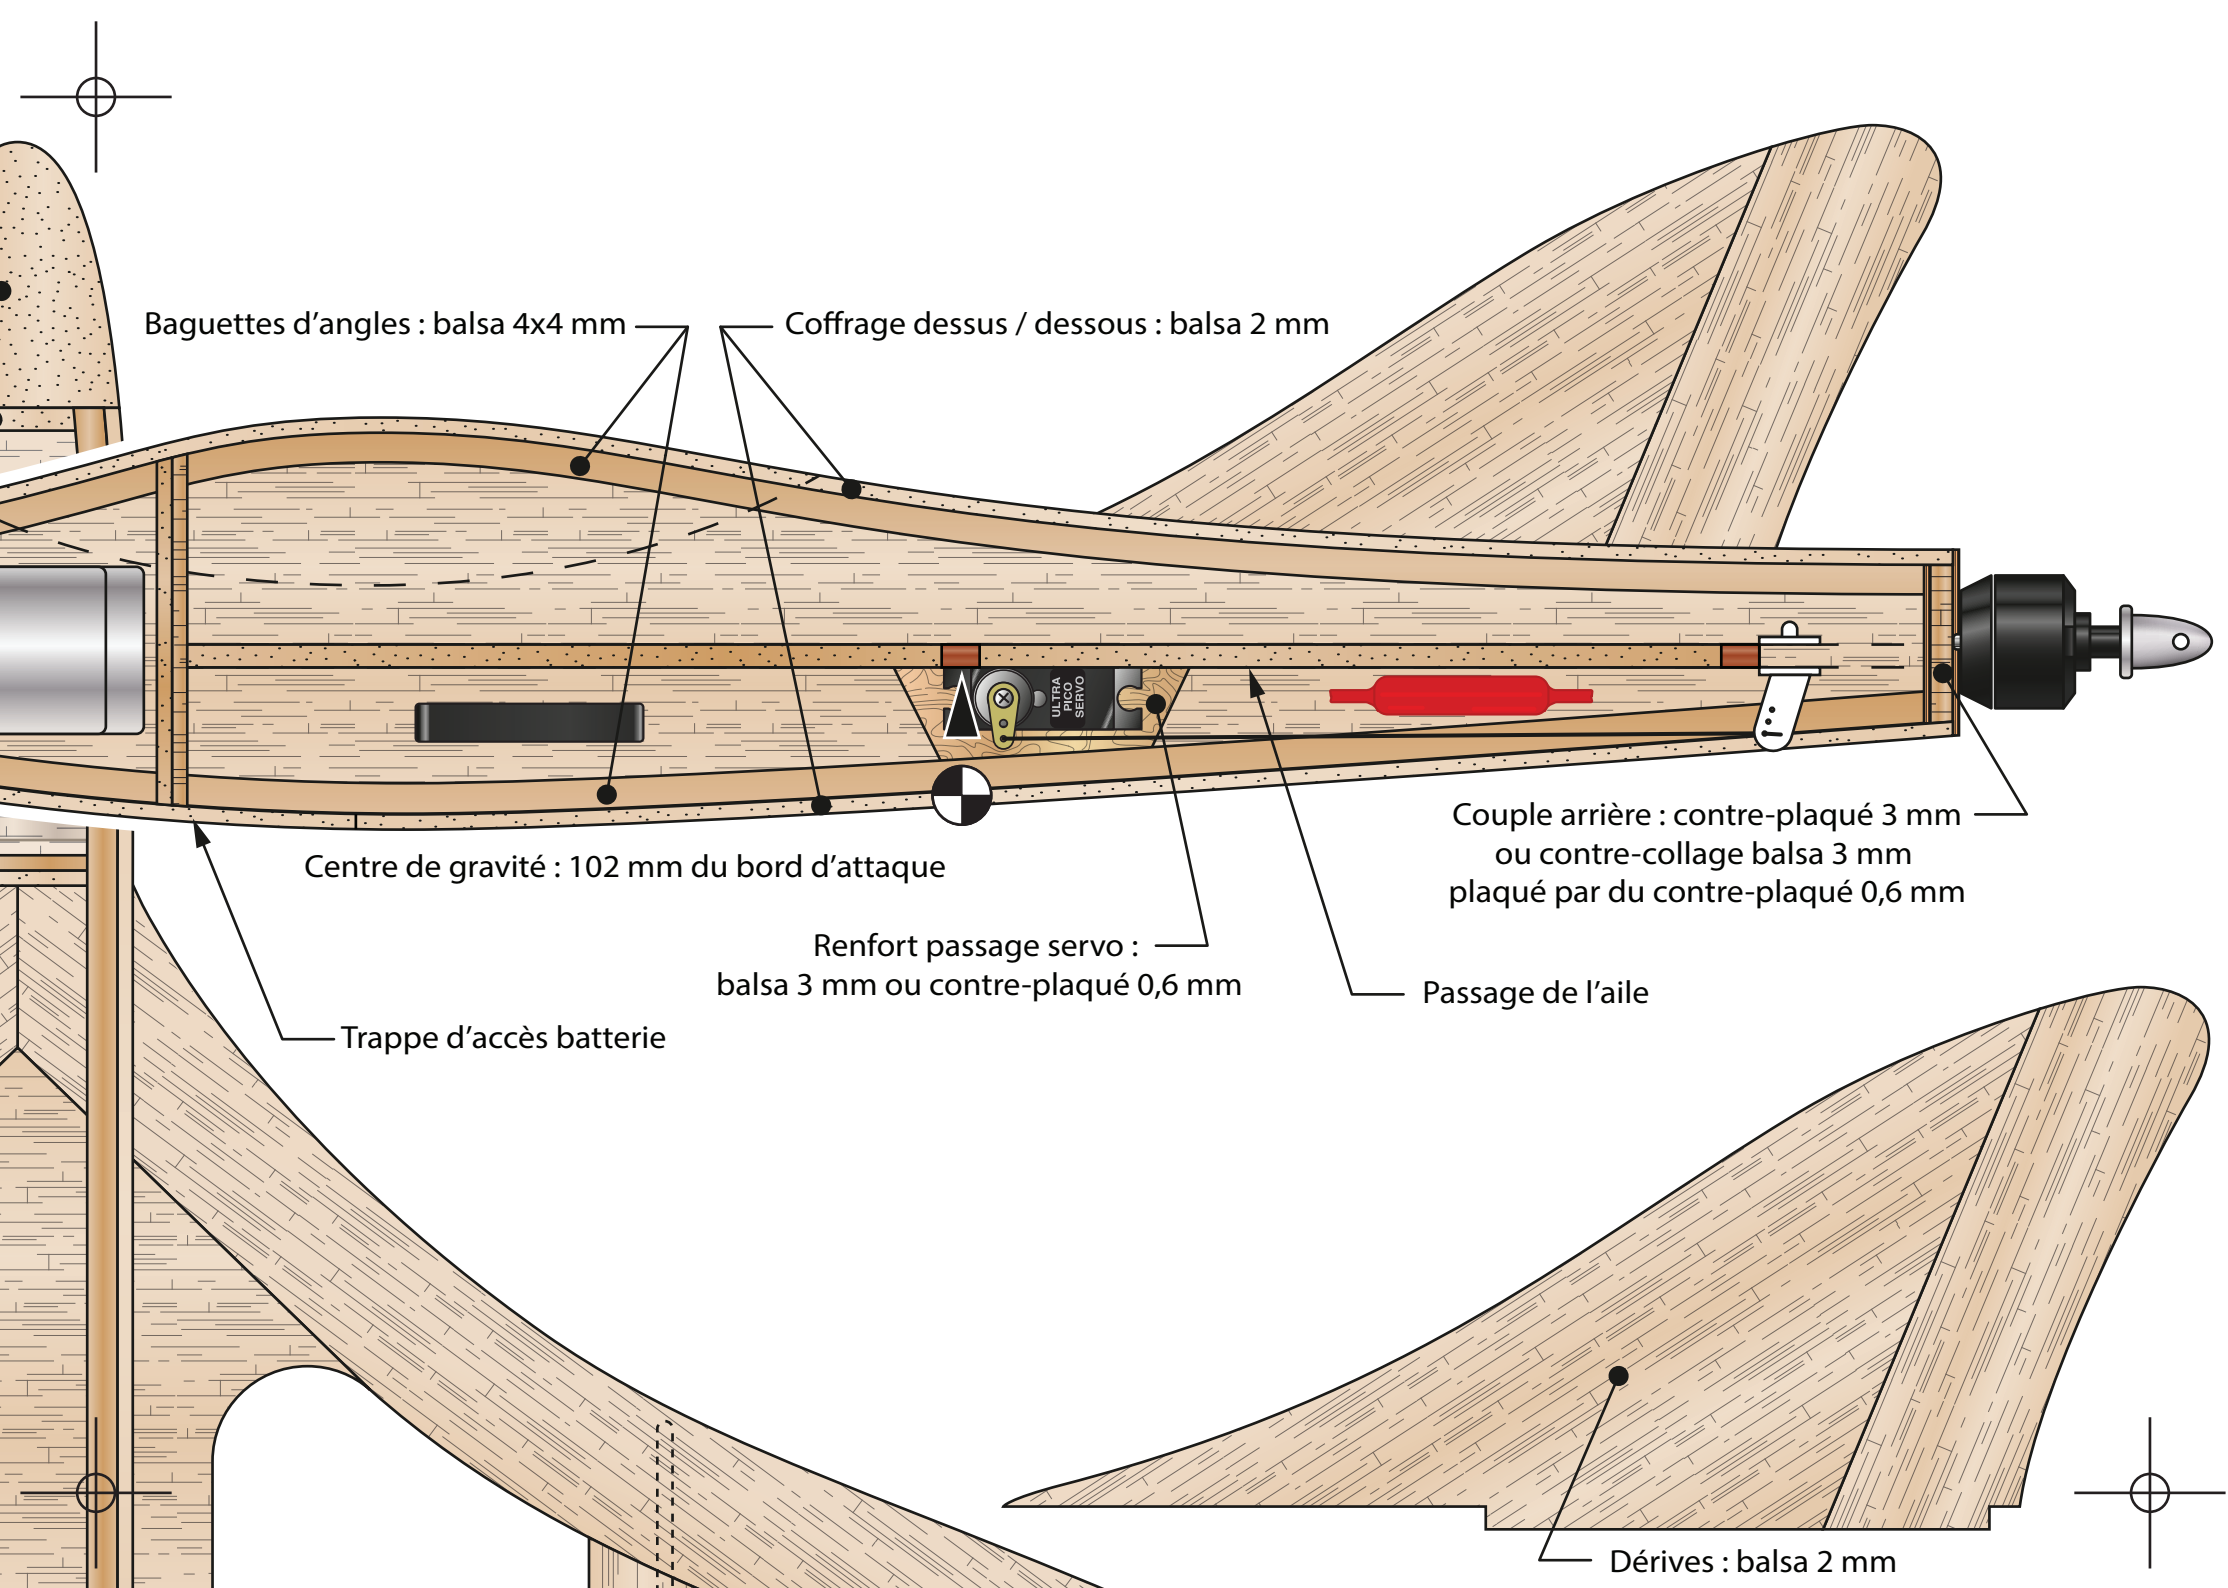 Baguettes d'angles : balsa 4x4 mm
Coffrage dessus / dessous : balsa 2 mm
ULTRA
PICO
SERVO
Centre de gravité : 102 mm du bord d'attaque
Couple arrière : contre-plaqué 3 mm
ou contre-collage balsa 3 mm
plaqué par du contre-plaqué 0,6 mm
Renfort passage servo :
balsa 3 mm ou contre-plaqué 0,6 mm
Passage de l'aile
Trappe d'accès batterie
Dérives : balsa 2 mm